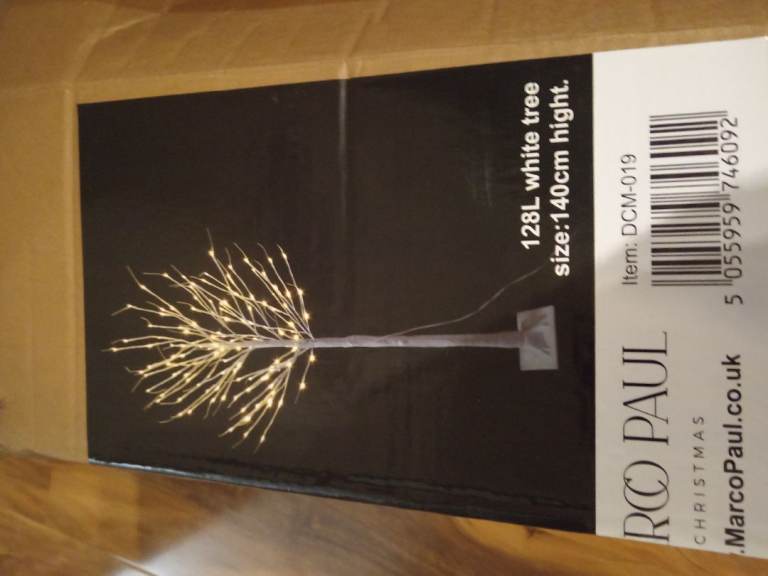 128L white tree
size:140cm hight.
Item: DCM-019
5 055959 746092
RCO PAUL
CHRISTMAS
.MarcoPaul.co.uk